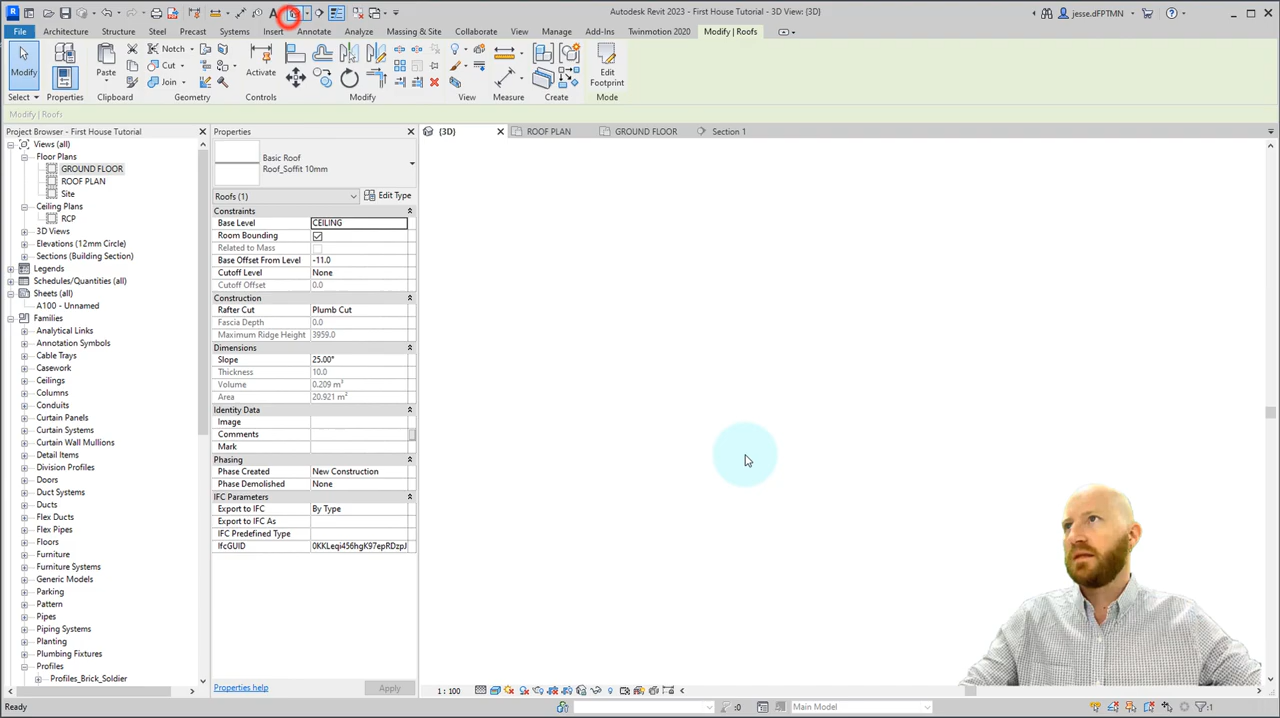 Autodesk Revit 2023 - First House Tutorial - 3D View: {3D}
jesse.dFPTMN
File Architecture Structure Steel Precast Systems Insert Annotate Analyze Massing & Site Collaborate View Manage Add-Ins Twinmotion 2020 Modify | Roofs
Modify
Paste
Notch
Cut
Join
Activate
Edit
Footprint
Select Properties Clipboard Geometry Controls Modify View Measure Create Mode
Modify | Roofs
Project Browser - First House Tutorial
Views (all)
Floor Plans
GROUND FLOOR
ROOF PLAN
Site
Ceiling Plans
RCP
3D Views
Elevations (12mm Circle)
Sections (Building Section)
Legends
Schedules/Quantities (all)
Sheets (all)
A100 - Unnamed
Families
Analytical Links
Annotation Symbols
Cable Trays
Casework
Ceilings
Columns
Conduits
Curtain Panels
Curtain Systems
Curtain Wall Mullions
Detail Items
Division Profiles
Doors
Duct Systems
Ducts
Flex Ducts
Flex Pipes
Floors
Furniture
Furniture Systems
Generic Models
Parking
Pattern
Pipes
Piping Systems
Planting
Plumbing Fixtures
Profiles
Profiles_Brick_Soldier
Properties
Basic Roof
Roof_Soffit 10mm
Roofs (1) Edit Type
Constraints
Base Level CEILING
Room Bounding
Related to Mass
Base Offset From Level -11.0
Cutoff Level None
Cutoff Offset 0.0
Construction
Rafter Cut Plumb Cut
Fascia Depth 0.0
Maximum Ridge Height 3959.0
Dimensions
Slope 25.00°
Thickness 10.0
Volume 0.209 m³
Area 20.921 m²
Identity Data
Image
Comments
Mark
Phasing
Phase Created New Construction
Phase Demolished None
IFC Parameters
Export to IFC By Type
Export to IFC As
IFC Predefined Type
IfcGUID 0KKLeqi456hgK97epRDzpJ
Properties help Apply
{3D} ROOF PLAN GROUND FLOOR Section 1
1 : 100
Ready :0 Main Model :1